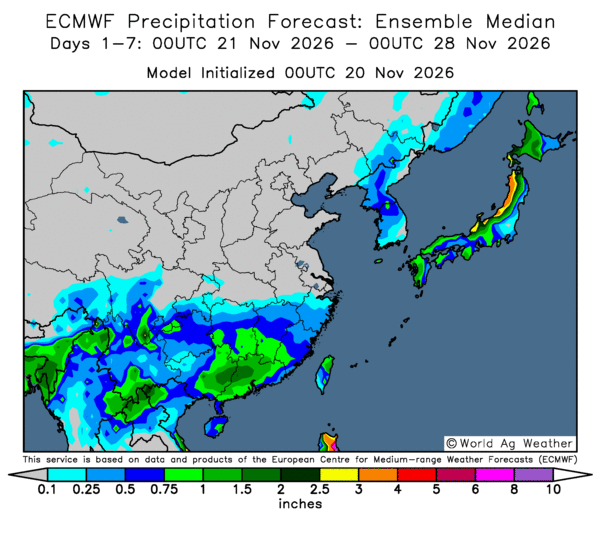 ECMWF Precipitation Forecast: Ensemble Median
Days 1–7: 00UTC 21 Nov 2026 – 00UTC 28 Nov 2026
Model Initialized 00UTC 20 Nov 2026
© World Ag Weather
This service is based on data and products of the European Centre for Medium-range Weather Forecasts (ECMWF)
0.1 0.25 0.5 0.75 1 1.5 2 2.5 3 4 5 6 8 10
inches